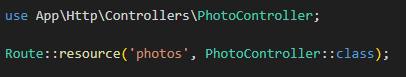 use App\Http\Controllers\PhotoController;
Route::resource('photos', PhotoController::class);